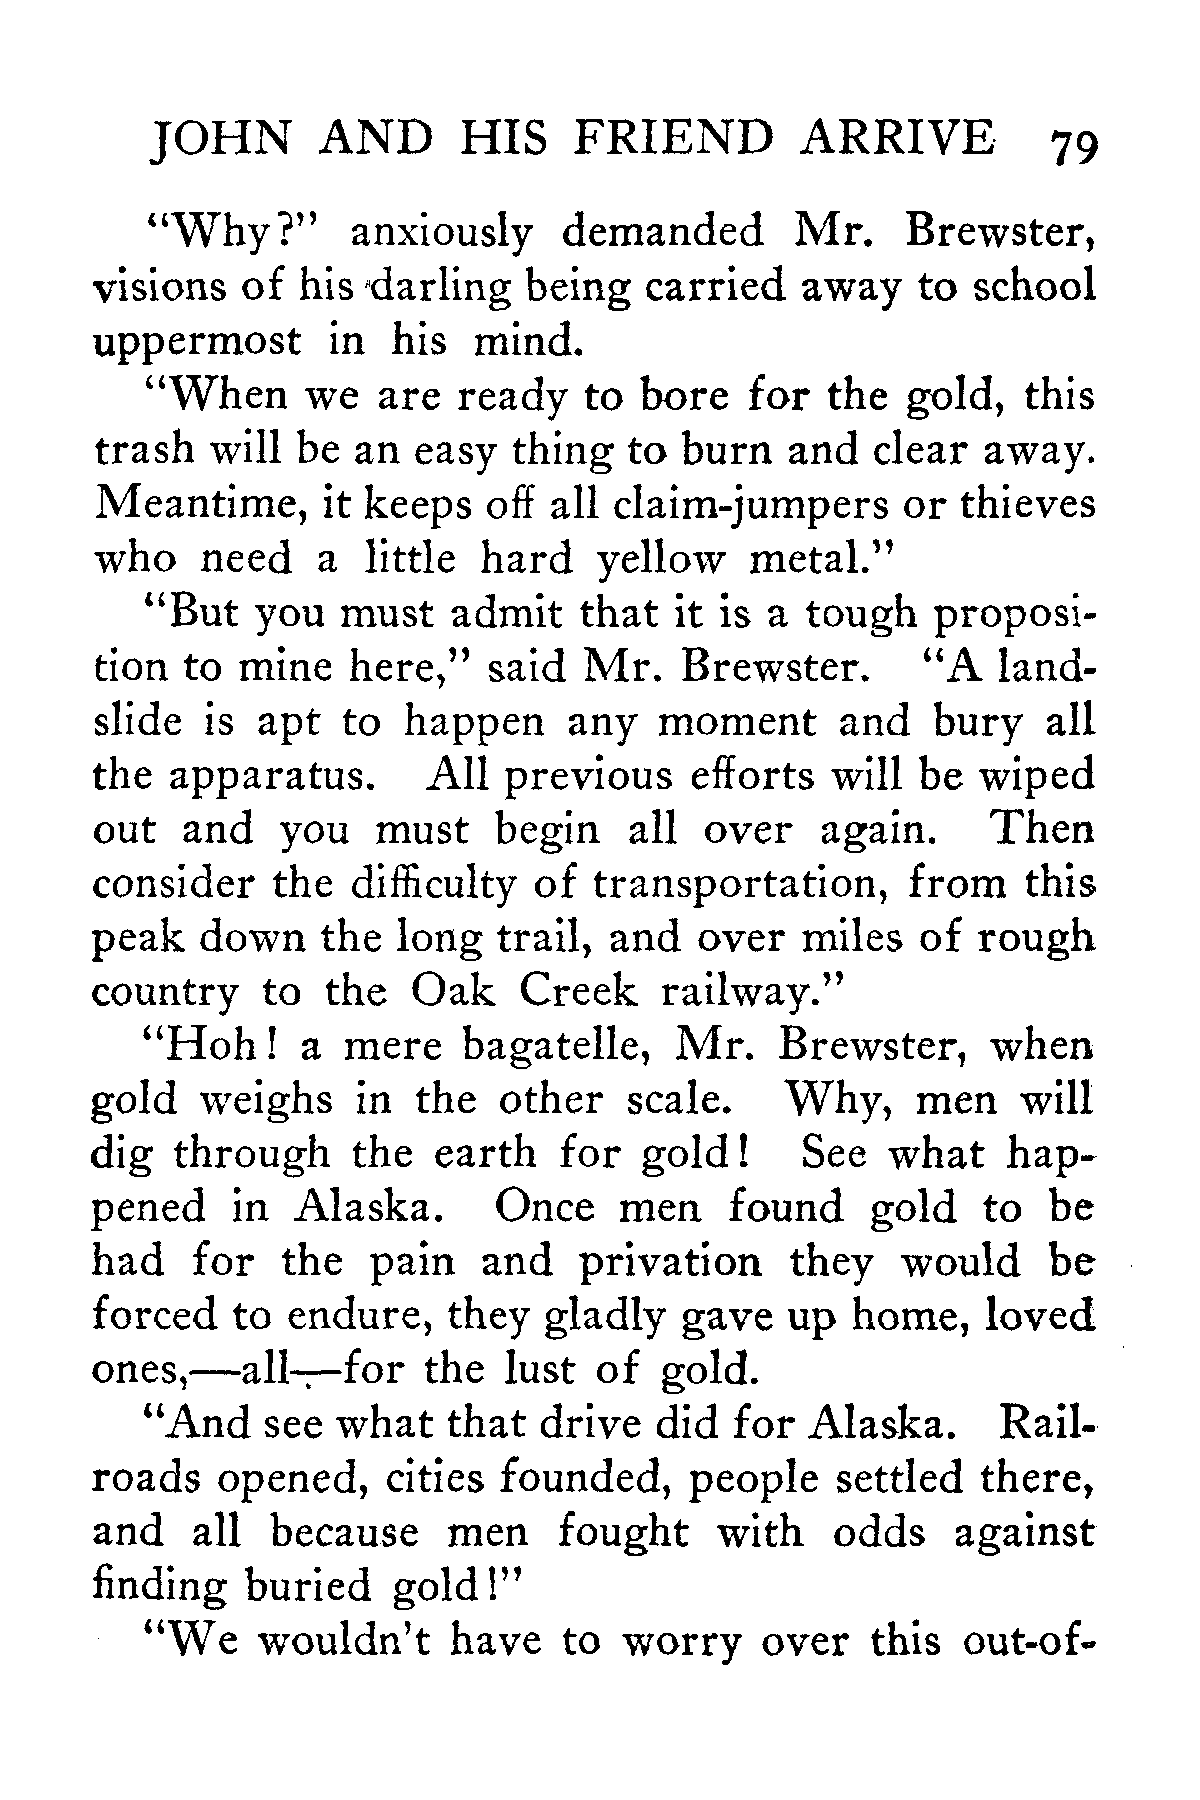 JOHN AND HIS FRIEND ARRIVE 79
"Why?" anxiously demanded Mr. Brewster,
visions of his darling being carried away to school
uppermost in his mind.
"When we are ready to bore for the gold, this
trash will be an easy thing to burn and clear away.
Meantime, it keeps off all claim-jumpers or thieves
who need a little hard yellow metal."
"But you must admit that it is a tough proposi-
tion to mine here," said Mr. Brewster. "A land-
slide is apt to happen any moment and bury all
the apparatus. All previous efforts will be wiped
out and you must begin all over again. Then
consider the difficulty of transportation, from this
peak down the long trail, and over miles of rough
country to the Oak Creek railway."
"Hoh! a mere bagatelle, Mr. Brewster, when
gold weighs in the other scale. Why, men will
dig through the earth for gold! See what hap-
pened in Alaska. Once men found gold to be
had for the pain and privation they would be
forced to endure, they gladly gave up home, loved
ones,—all—for the lust of gold.
"And see what that drive did for Alaska. Rail-
roads opened, cities founded, people settled there,
and all because men fought with odds against
finding buried gold!"
"We wouldn't have to worry over this out-of-